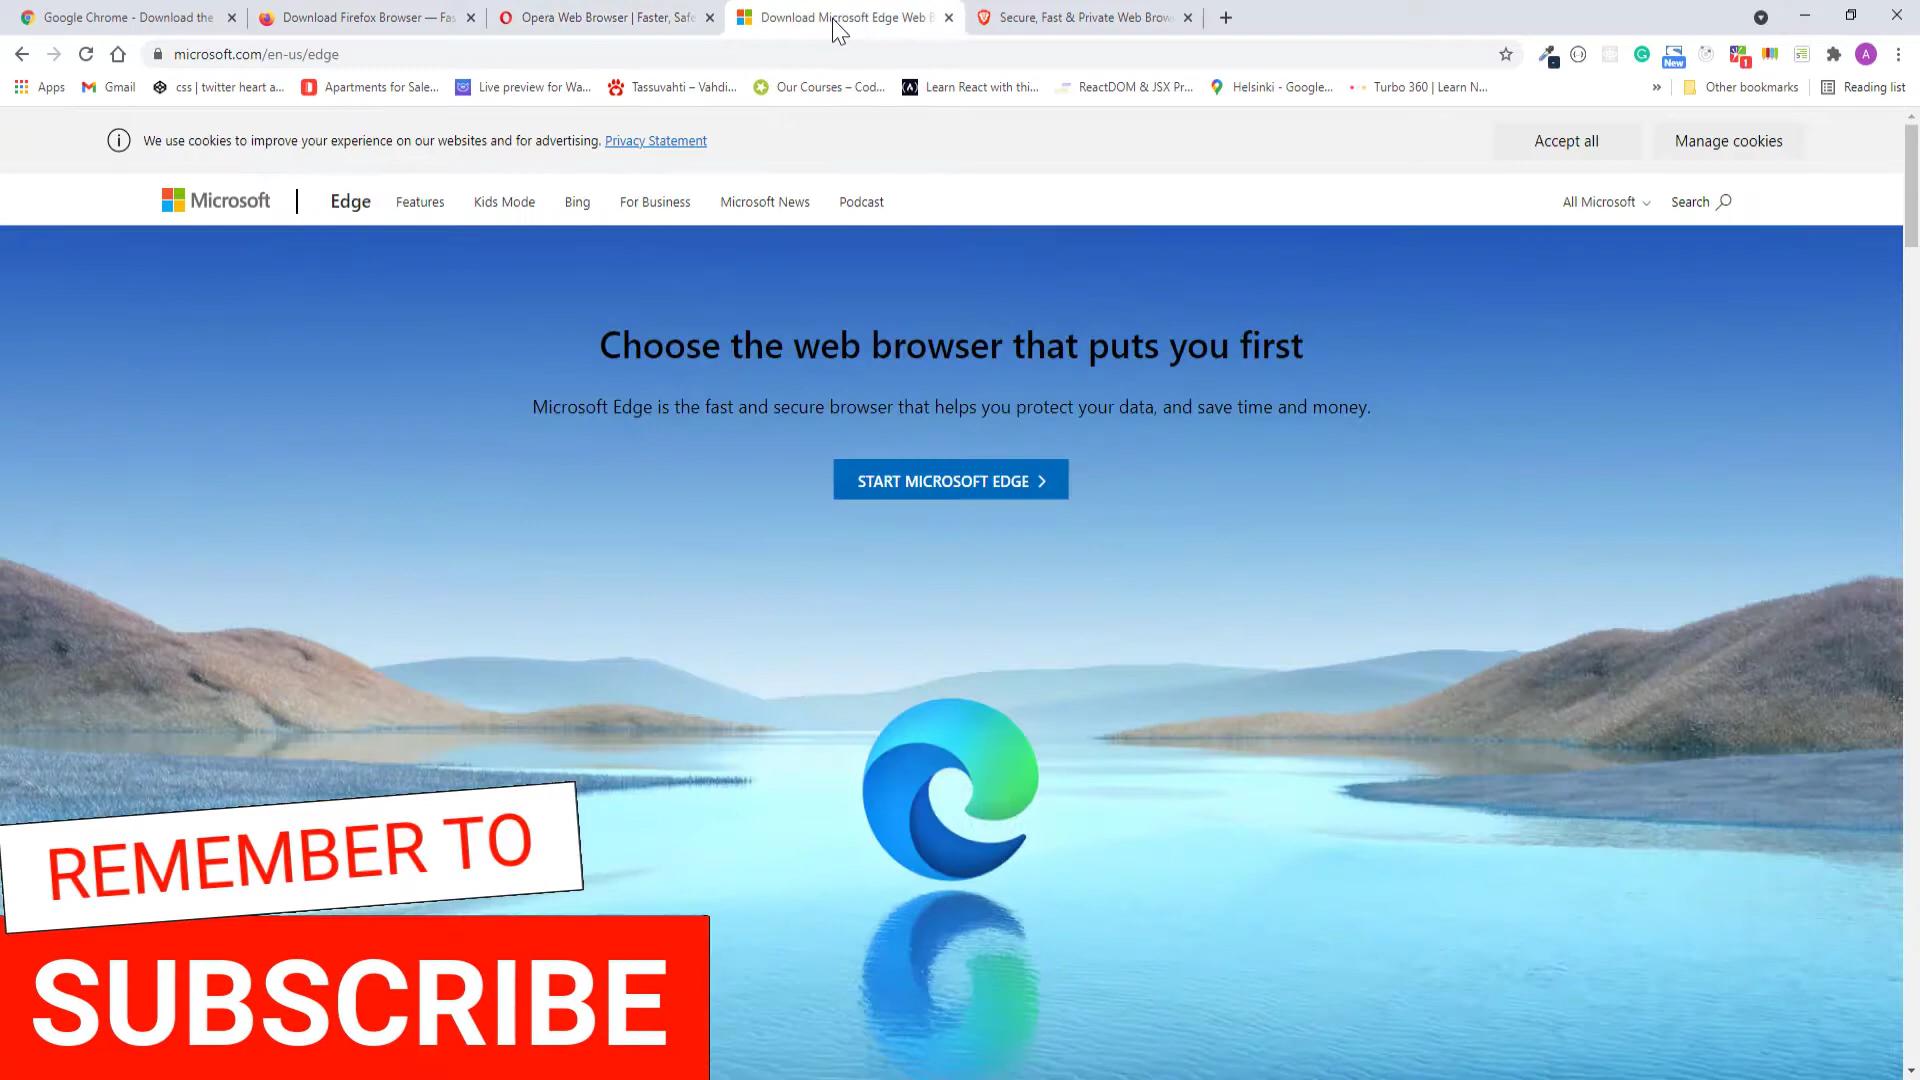 Google Chrome - Download the
Download Firefox Browser — Fas
Opera Web Browser | Faster, Safe
Download Microsoft Edge Web B
Secure, Fast & Private Web Brow
microsoft.com/en-us/edge
New
1
A
Apps
Gmail
css | twitter heart a...
Apartments for Sale...
Live preview for Wa...
Tassuvahti – Vahdi...
Our Courses – Cod...
Learn React with thi...
ReactDOM & JSX Pr...
Helsinki - Google...
Turbo 360 | Learn N...
»
Other bookmarks
Reading list
We use cookies to improve your experience on our websites and for advertising. Privacy Statement
Accept all
Manage cookies
Microsoft
Edge
Features
Kids Mode
Bing
For Business
Microsoft News
Podcast
All Microsoft
Search
Choose the web browser that puts you first
Microsoft Edge is the fast and secure browser that helps you protect your data, and save time and money.
START MICROSOFT EDGE >
REMEMBER TO
SUBSCRIBE